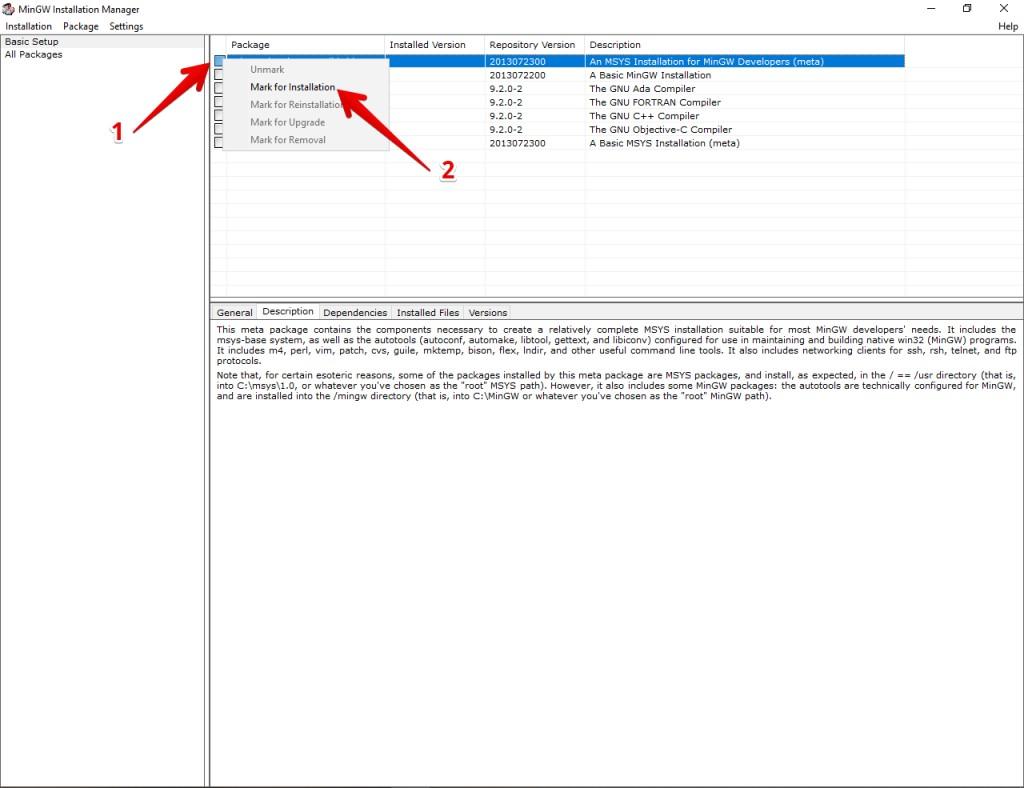 MinGW Installation Manager
Installation Package Settings Help
Basic Setup
All Packages
Package Installed Version Repository Version Description
2013072300 An MSYS Installation for MinGW Developers (meta)
2013072200 A Basic MinGW Installation
9.2.0-2 The GNU Ada Compiler
9.2.0-2 The GNU FORTRAN Compiler
9.2.0-2 The GNU C++ Compiler
9.2.0-2 The GNU Objective-C Compiler
2013072300 A Basic MSYS Installation (meta)
Unmark
Mark for Installation
Mark for Reinstallation
Mark for Upgrade
Mark for Removal
1
2
General Description Dependencies Installed Files Versions
This meta package contains the components necessary to create a relatively complete MSYS installation suitable for most MinGW developers' needs. It includes the
msys-base system, as well as the autotools (autoconf, automake, libtool, gettext, and libiconv) configured for use in maintaining and building native win32 (MinGW) programs.
It includes m4, perl, vim, patch, cvs, guile, mktemp, bison, flex, lndir, and other useful command line tools. It also includes networking clients for ssh, rsh, telnet, and ftp
protocols.
Note that, for certain esoteric reasons, some of the packages installed by this meta package are MSYS packages, and install, as expected, in the / == /usr directory (that is,
into C:\msys\1.0, or whatever you've chosen as the "root" MSYS path). However, it also includes some MinGW packages: the autotools are technically configured for MinGW,
and are installed into the /mingw directory (that is, into C:\MinGW or whatever you've chosen as the "root" MinGW path).